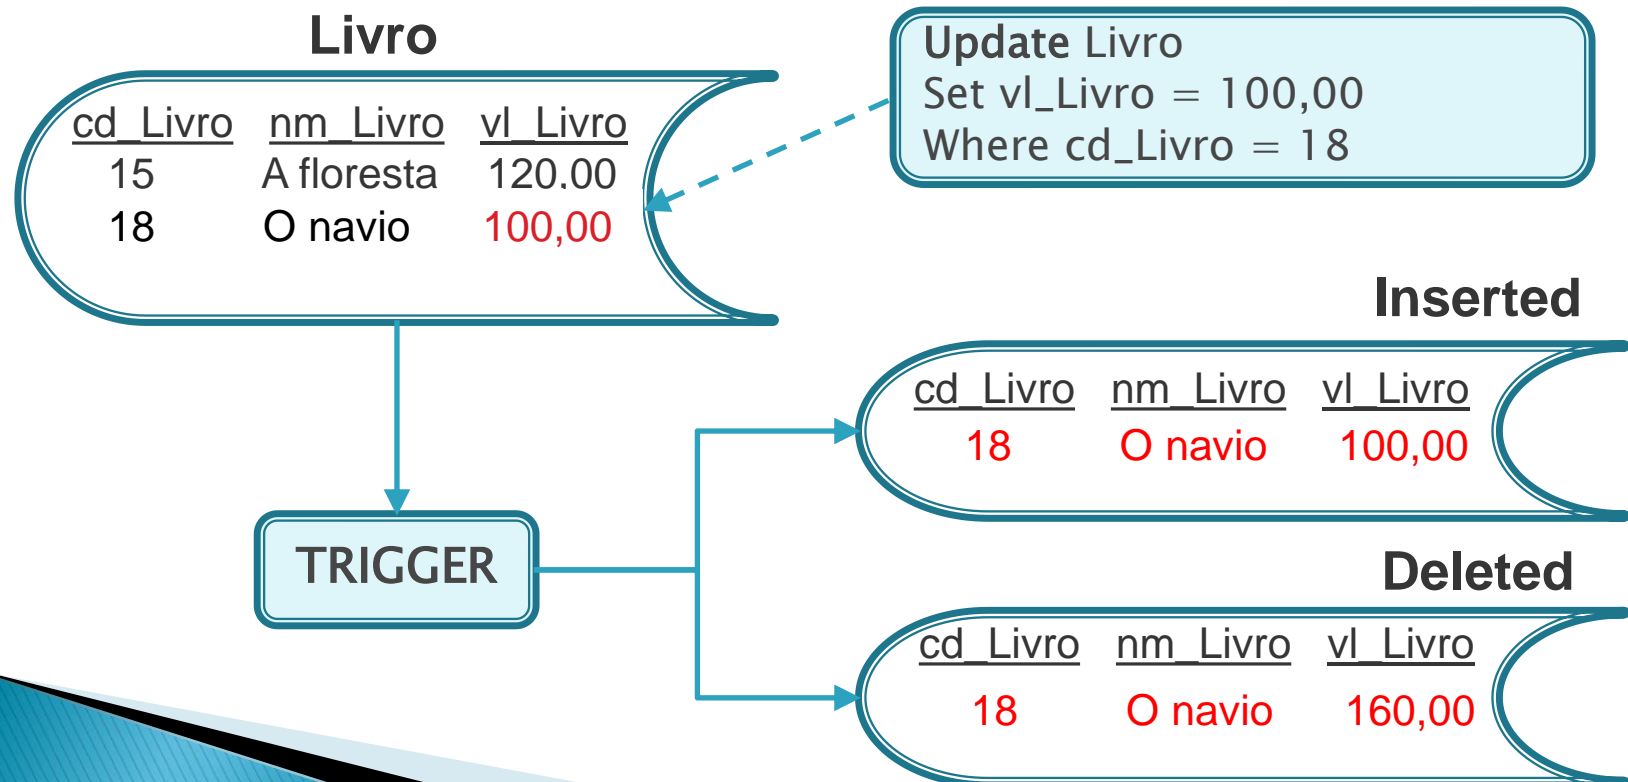 Livro
cd_Livro nm_Livro vl_Livro
15 A floresta 120,00
18 O navio 100,00
Update Livro
Set vl_Livro = 100,00
Where cd_Livro = 18
Inserted
cd_Livro nm_Livro vl_Livro
18 O navio 100,00
TRIGGER
Deleted
cd_Livro nm_Livro vl_Livro
18 O navio 160,00